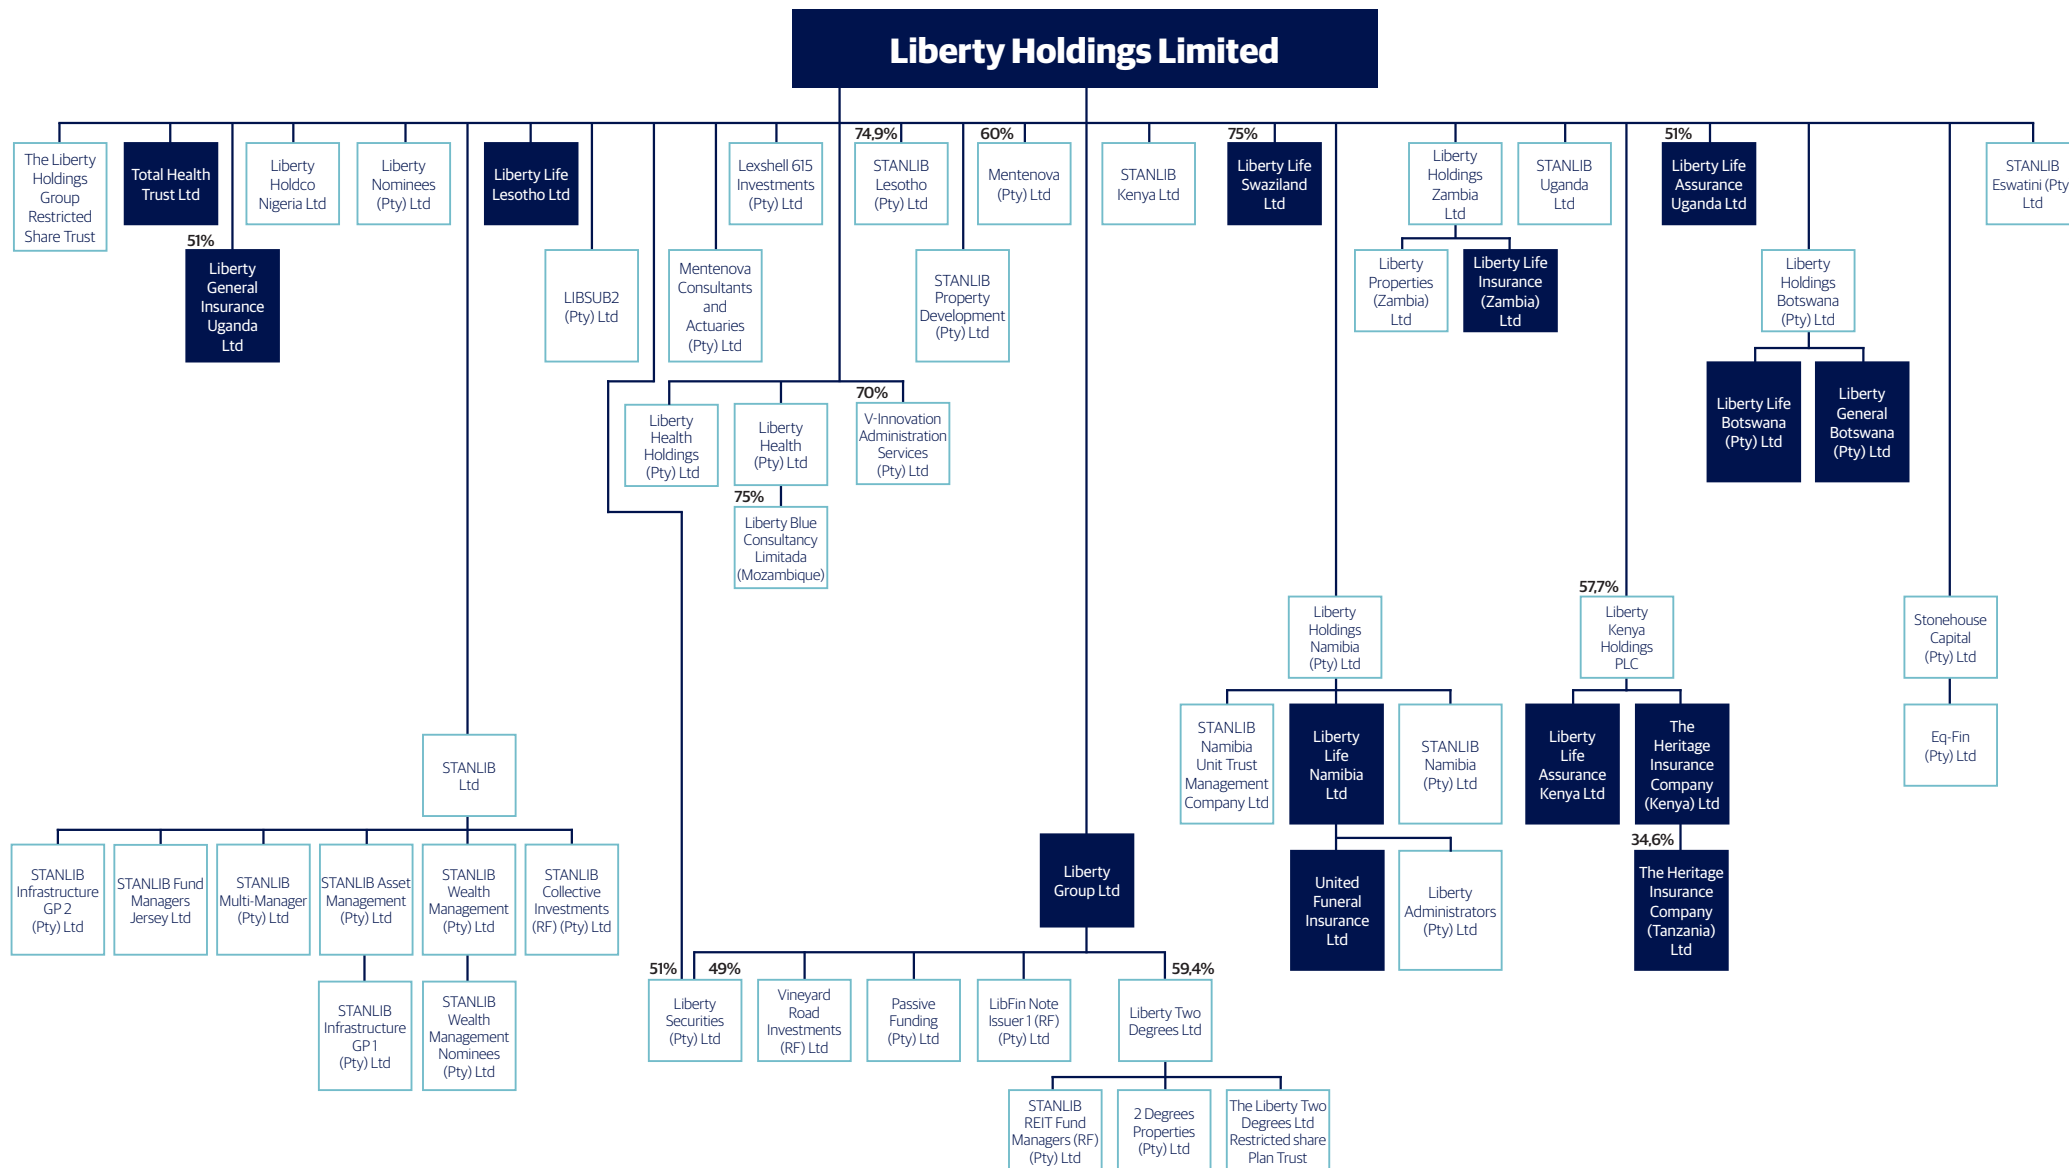 Liberty Holdings Limited
The Liberty
Holdings
Group
Restricted
Share Trust
Total Health
Trust Ltd
51%
Liberty
General
Insurance
Uganda
Ltd
Liberty
Holdco
Nigeria Ltd
Liberty
Nominees
(Pty) Ltd
Liberty Life
Lesotho Ltd
LIBSUB2
(Pty) Ltd
Mentenova
Consultants
and
Actuaries
(Pty) Ltd
Lexshell 615
Investments
(Pty) Ltd
74,9%
STANLIB
Lesotho
(Pty) Ltd
STANLIB
Property
Development
(Pty) Ltd
60%
Mentenova
(Pty) Ltd
STANLIB
Kenya Ltd
75%
Liberty Life
Swaziland
Ltd
Liberty
Holdings
Zambia
Ltd
Liberty
Properties
(Zambia)
Ltd
Liberty Life
Insurance
(Zambia)
Ltd
STANLIB
Uganda
Ltd
51%
Liberty Life
Assurance
Uganda Ltd
Liberty
Holdings
Botswana
(Pty) Ltd
Liberty Life
Botswana
(Pty) Ltd
Liberty
General
Botswana
(Pty) Ltd
STANLIB
Eswatini (Pty
Ltd
Liberty
Health
Holdings
(Pty) Ltd
Liberty
Health
(Pty) Ltd
70%
V-Innovation
Administration
Services
(Pty) Ltd
75%
Liberty Blue
Consultancy
Limitada
(Mozambique)
Liberty
Holdings
Namibia
(Pty) Ltd
57,7%
Liberty
Kenya
Holdings
PLC
Stonehouse
Capital
(Pty) Ltd
STANLIB
Namibia
Unit Trust
Management
Company Ltd
Liberty
Life
Namibia
Ltd
STANLIB
Namibia
(Pty) Ltd
Liberty
Life
Assurance
Kenya Ltd
The
Heritage
Insurance
Company
(Kenya) Ltd
Eq-Fin
(Pty) Ltd
United
Funeral
Insurance
Ltd
Liberty
Administrators
(Pty) Ltd
34,6%
The Heritage
Insurance
Company
(Tanzania)
Ltd
STANLIB
Ltd
STANLIB
Infrastructure
GP 2
(Pty) Ltd
STANLIB Fund
Managers
Jersey Ltd
STANLIB
Multi-Manager
(Pty) Ltd
STANLIB Asset
Management
(Pty) Ltd
STANLIB
Wealth
Management
(Pty) Ltd
STANLIB
Collective
Investments
(RF) (Pty) Ltd
STANLIB
Infrastructure
GP 1
(Pty) Ltd
STANLIB
Wealth
Management
Nominees
(Pty) Ltd
Liberty
Group Ltd
51%
49%
Liberty
Securities
(Pty) Ltd
Vineyard
Road
Investments
(RF) Ltd
Passive
Funding
(Pty) Ltd
LibFin Note
Issuer 1 (RF)
(Pty) Ltd
59,4%
Liberty Two
Degrees Ltd
STANLIB
REIT Fund
Managers (RF)
(Pty) Ltd
2 Degrees
Properties
(Pty) Ltd
The Liberty Two
Degrees Ltd
Restricted share
Plan Trust